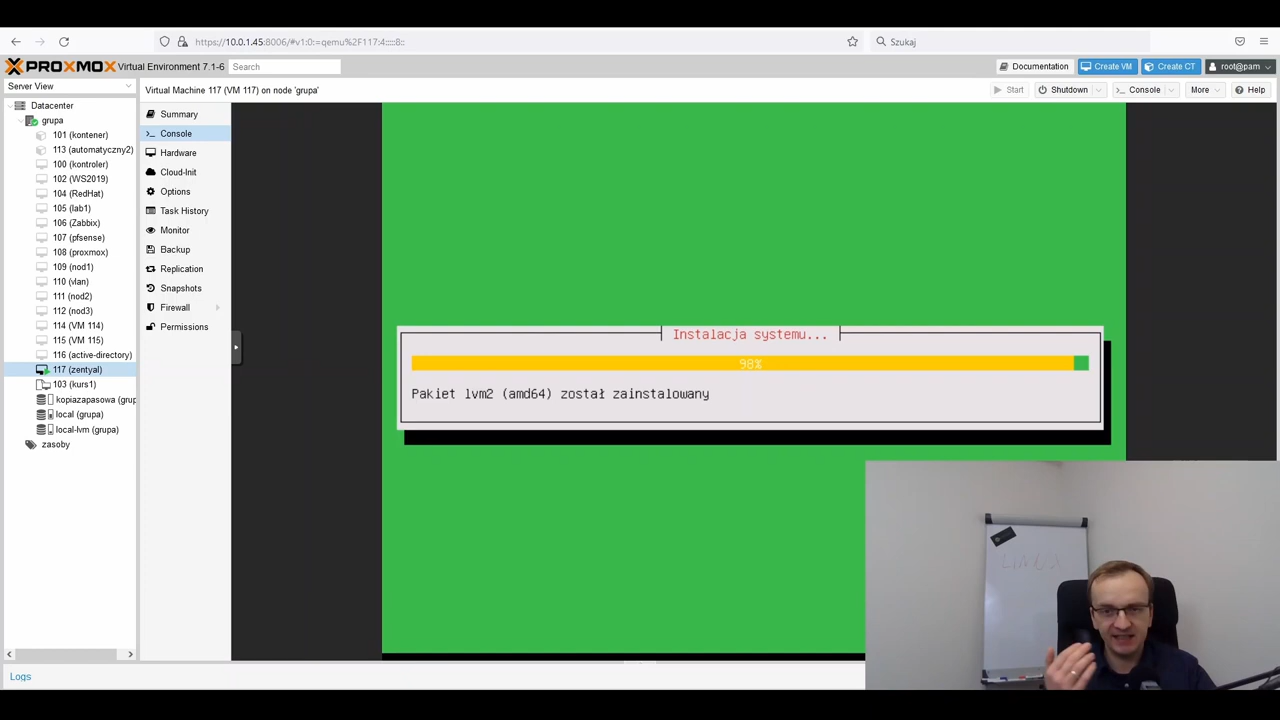 https://10.0.1.45:8006/#v1:0:=qemu%2F117:4:::::8::
Szukaj
PROXMOX Virtual Environment 7.1-6 Search
Documentation Create VM Create CT root@pam
Server View
Virtual Machine 117 (VM 117) on node 'grupa'
Start Shutdown Console More Help
Datacenter
grupa
101 (kontener)
113 (automatyczny2)
100 (kontroler)
102 (WS2019)
104 (RedHat)
105 (lab1)
106 (Zabbix)
107 (pfsense)
108 (proxmox)
109 (nod1)
110 (vlan)
111 (nod2)
112 (nod3)
114 (VM 114)
115 (VM 115)
116 (active-directory)
117 (zentyal)
103 (kurs1)
kopiazapasowa (grup
local (grupa)
local-lvm (grupa)
zasoby
Summary
Console
Hardware
Cloud-Init
Options
Task History
Monitor
Backup
Replication
Snapshots
Firewall
Permissions
Instalacja systemu...
98%
Pakiet lvm2 (amd64) został zainstalowany
LINUX
Logs